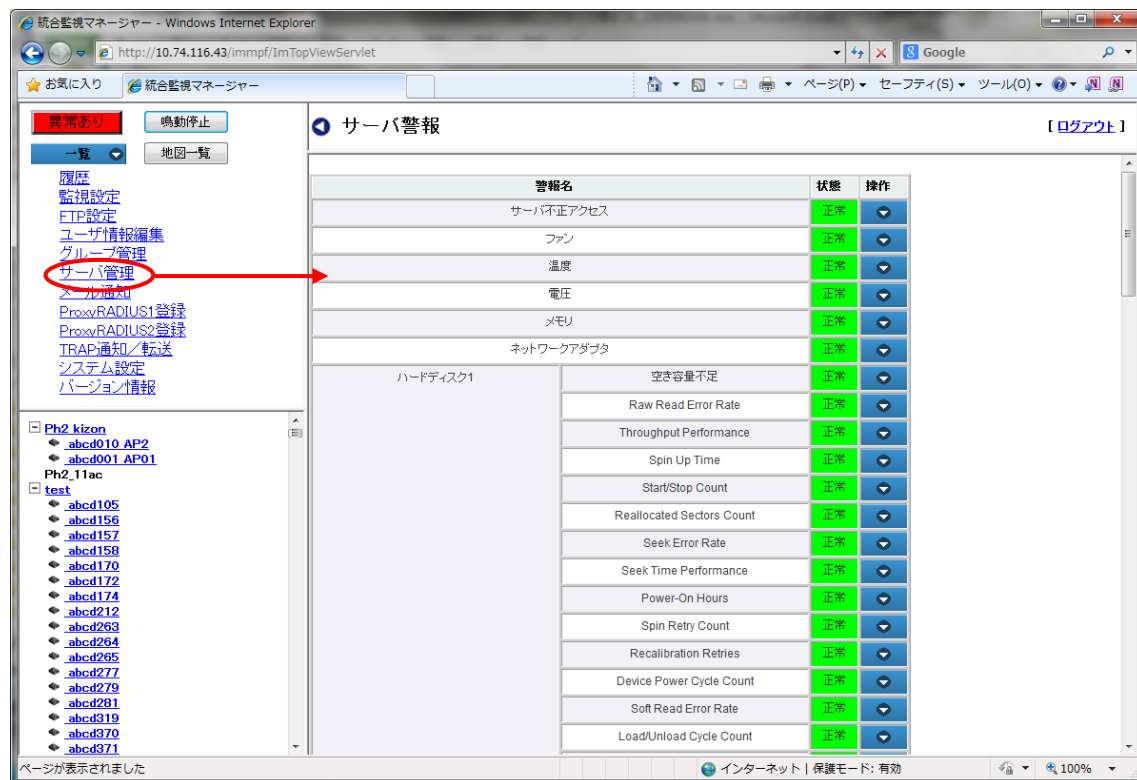 統合監視マネージャー - Windows Internet Explorer
http://10.74.116.43/immpf/ImTopViewServlet
Google
お気に入り
統合監視マネージャー
ページ(P)
セーフティ(S)
ツール(O)
異常あり
鳴動停止
一覧
地図一覧
履歴
監視設定
FTP設定
ユーザ情報編集
グループ管理
サーバ管理
メール通知
ProxyRADIUS1登録
ProxyRADIUS2登録
TRAP通知／転送
システム設定
バージョン情報
Ph2 kizon
abcd010 AP2
abcd001 AP01
Ph2_11ac
test
abcd105
abcd156
abcd157
abcd158
abcd170
abcd172
abcd174
abcd212
abcd263
abcd264
abcd265
abcd277
abcd279
abcd281
abcd319
abcd370
abcd371
サーバ警報
[ ログアウト ]
警報名 状態 操作
サーバ不正アクセス 正常
ファン 正常
温度 正常
電圧 正常
メモリ 正常
ネットワークアダプタ 正常
ハードディスク1 空き容量不足 正常
Raw Read Error Rate 正常
Throughput Performance 正常
Spin Up Time 正常
Start/Stop Count 正常
Reallocated Sectors Count 正常
Seek Error Rate 正常
Seek Time Performance 正常
Power-On Hours 正常
Spin Retry Count 正常
Recalibration Retries 正常
Device Power Cycle Count 正常
Soft Read Error Rate 正常
Load/Unload Cycle Count 正常
ページが表示されました
インターネット | 保護モード: 有効
100%